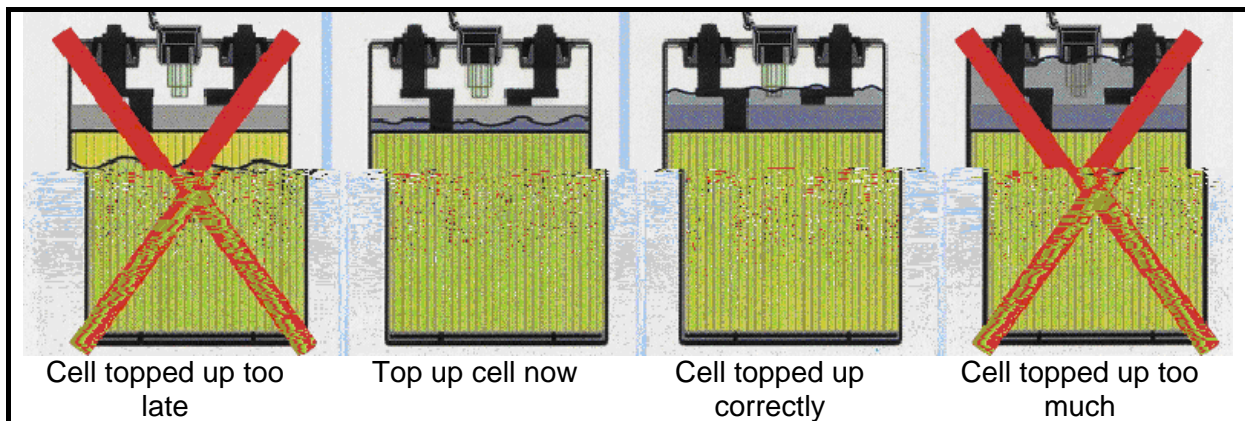 Cell topped up too
late
Top up cell now
Cell topped up
correctly
Cell topped up too
much